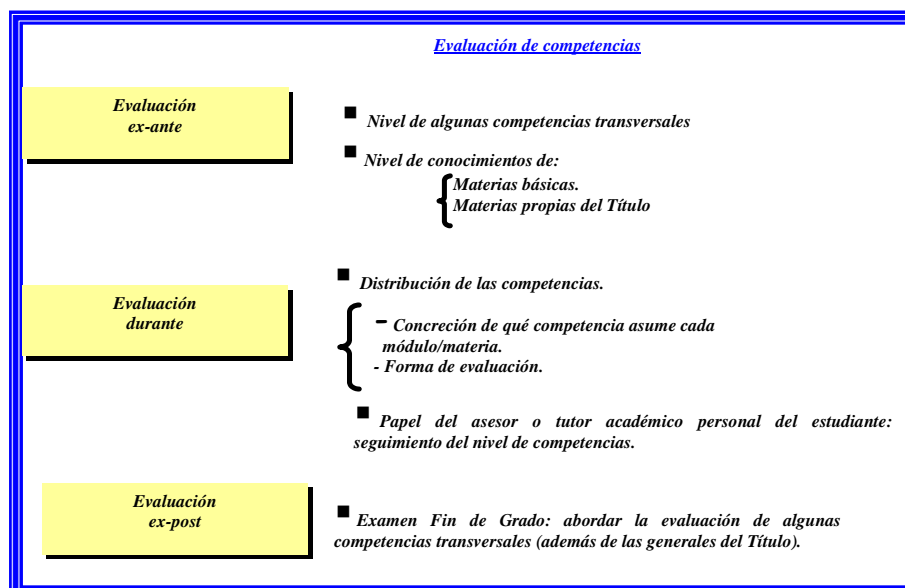 Evaluación de competencias
Evaluación
ex-ante
▪ Nivel de algunas competencias transversales
▪ Nivel de conocimientos de:
Materias básicas.
Materias propias del Título
Evaluación
durante
▪ Distribución de las competencias.
- Concreción de qué competencia asume cada
módulo/materia.
- Forma de evaluación.
▪ Papel del asesor o tutor académico personal del estudiante:
seguimiento del nivel de competencias.
Evaluación
ex-post
▪ Examen Fin de Grado: abordar la evaluación de algunas
competencias transversales (además de las generales del Título).